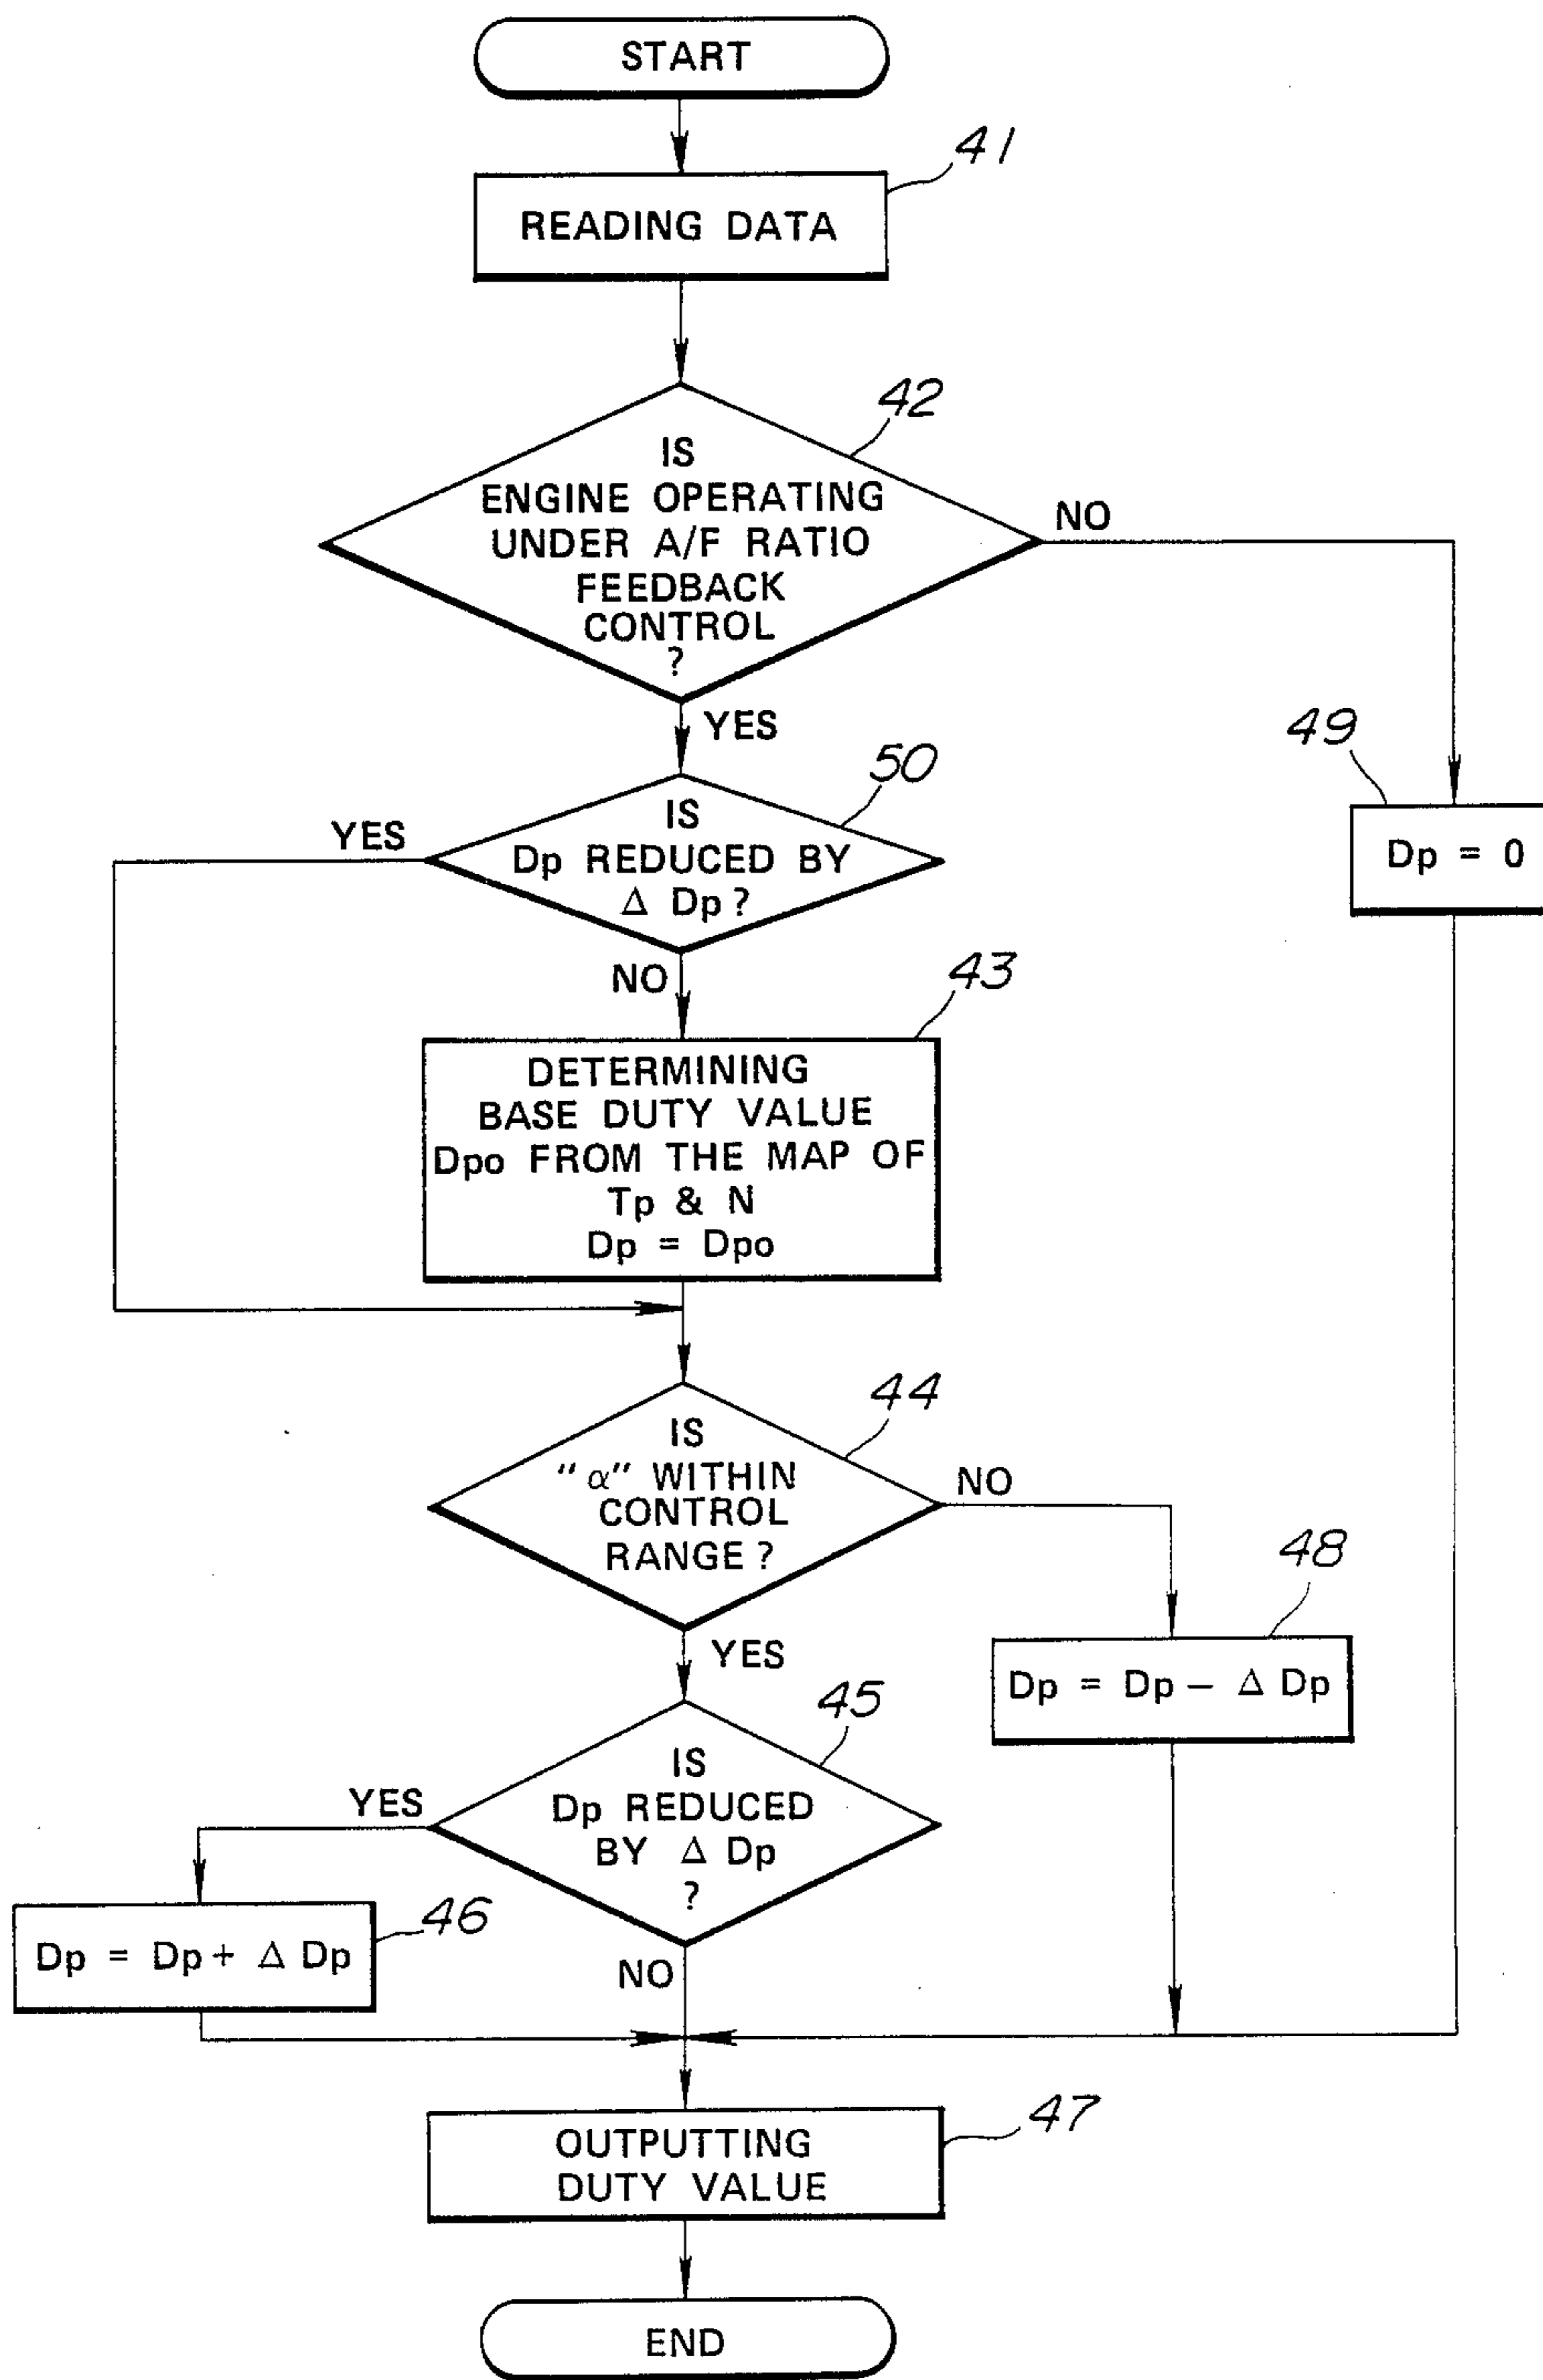 START
41
READING DATA
42
IS
ENGINE OPERATING
UNDER A/F RATIO
FEEDBACK
CONTROL
?
NO
YES
50
49
IS
Dp REDUCED BY
Δ Dp?
YES
Dp = 0
NO
43
DETERMINING
BASE DUTY VALUE
Dpo FROM THE MAP OF
Tp & N
Dp = Dpo
44
IS
"α" WITHIN
CONTROL
RANGE?
NO
48
YES
Dp = Dp − Δ Dp
45
IS
Dp REDUCED
BY Δ Dp
?
YES
46
Dp = Dp + Δ Dp
NO
47
OUTPUTTING
DUTY VALUE
END